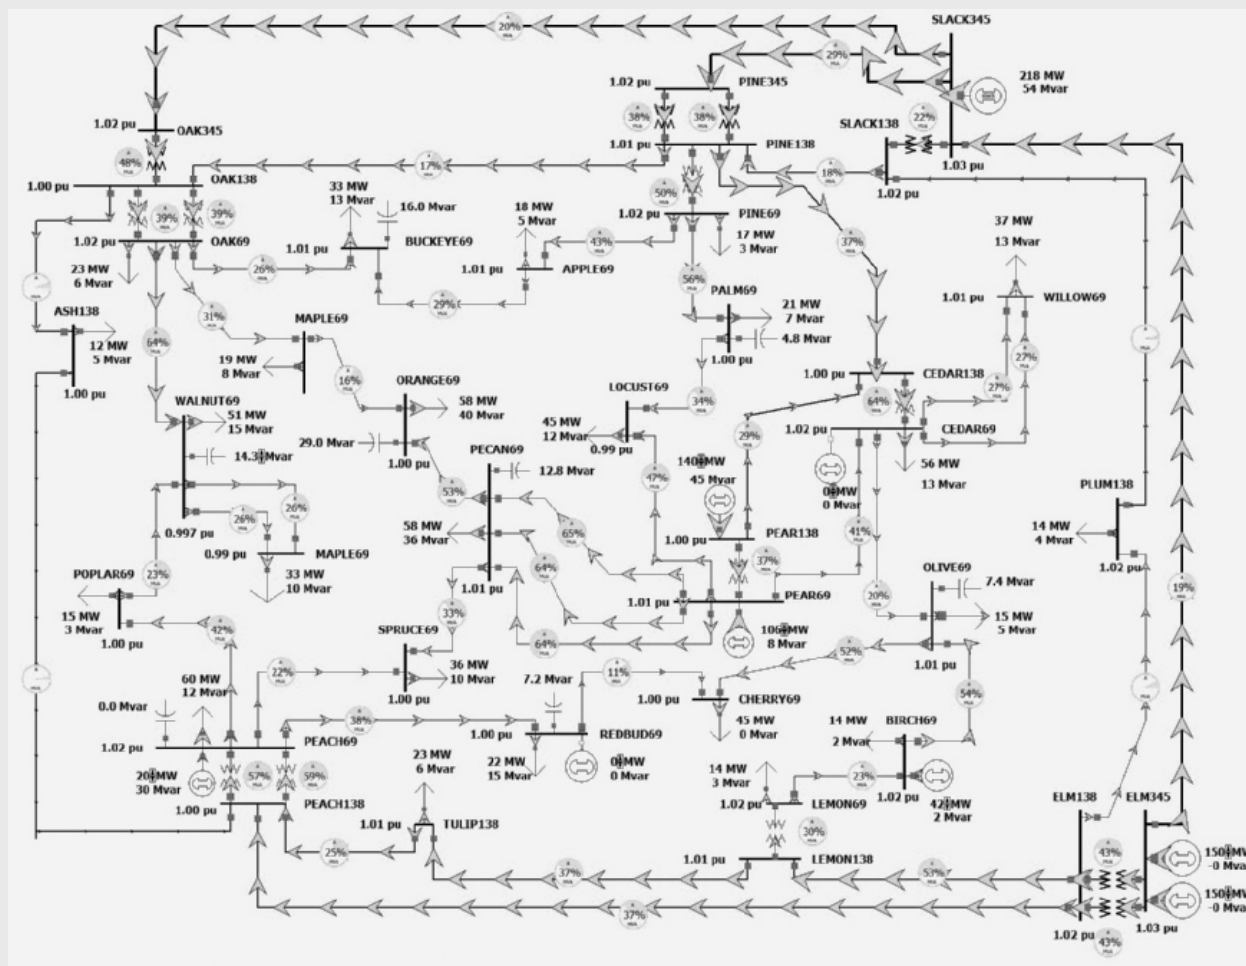 SLACK345
20%
29%
1.02 pu
PINE345
218 MW
54 Mvar
38%
38%
22%
SLACK138
1.02 pu
OAK345
1.01 pu
PINE138
1.03 pu
48%
17%
18%
1.02 pu
1.00 pu
OAK138
50%
33 MW
13 Mvar
16.0 Mvar
18 MW
5 Mvar
1.02 pu
PINE69
39%
39%
37 MW
13 Mvar
17 MW
3 Mvar
1.02 pu
OAK69
1.01 pu
BUCKEYE69
43%
37%
23 MW
6 Mvar
26%
1.01 pu
APPLE69
56%
29%
PALM69
1.01 pu
WILLOW69
31%
ASH138
12 MW
5 Mvar
64%
MAPLE69
21 MW
7 Mvar
4.8 Mvar
1.00 pu
27%
27%
19 MW
8 Mvar
16%
1.00 pu
CEDAR138
1.00 pu
ORANGE69
LOCUST69
34%
64%
WALNUT69
51 MW
15 Mvar
58 MW
40 Mvar
45 MW
12 Mvar
0.99 pu
29%
1.02 pu
CEDAR69
29.0 Mvar
PECAN69
14.3 Mvar
1.00 pu
12.8 Mvar
140 MW
45 Mvar
56 MW
13 Mvar
47%
0 MW
0 Mvar
53%
PLUM138
26%
26%
58 MW
36 Mvar
65%
14 MW
4 Mvar
0.997 pu
41%
1.00 pu
PEAR138
0.99 pu
MAPLE69
37%
1.02 pu
64%
POPLAR69
23%
33 MW
10 Mvar
1.01 pu
OLIVE69
7.4 Mvar
19%
1.01 pu
PEAR69
20%
15 MW
3 Mvar
33%
15 MW
5 Mvar
42%
SPRUCE69
106 MW
8 Mvar
1.00 pu
64%
52%
1.01 pu
22%
36 MW
10 Mvar
11%
60 MW
12 Mvar
7.2 Mvar
1.00 pu
CHERRY69
54%
0.0 Mvar
1.00 pu
38%
45 MW
0 Mvar
14 MW
2 Mvar
BIRCH69
1.02 pu
PEACH69
1.00 pu
REDBUD69
23 MW
6 Mvar
22 MW
15 Mvar
0 MW
0 Mvar
14 MW
3 Mvar
20 MW
30 Mvar
57%
59%
23%
1.02 pu
42 MW
2 Mvar
1.00 pu
PEACH138
1.02 pu
LEMON69
ELM138
ELM345
1.01 pu
TULIP138
30%
25%
1.01 pu
LEMON138
43%
150 MW
-0 Mvar
37%
53%
150 MW
-0 Mvar
37%
1.02 pu
1.03 pu
43%